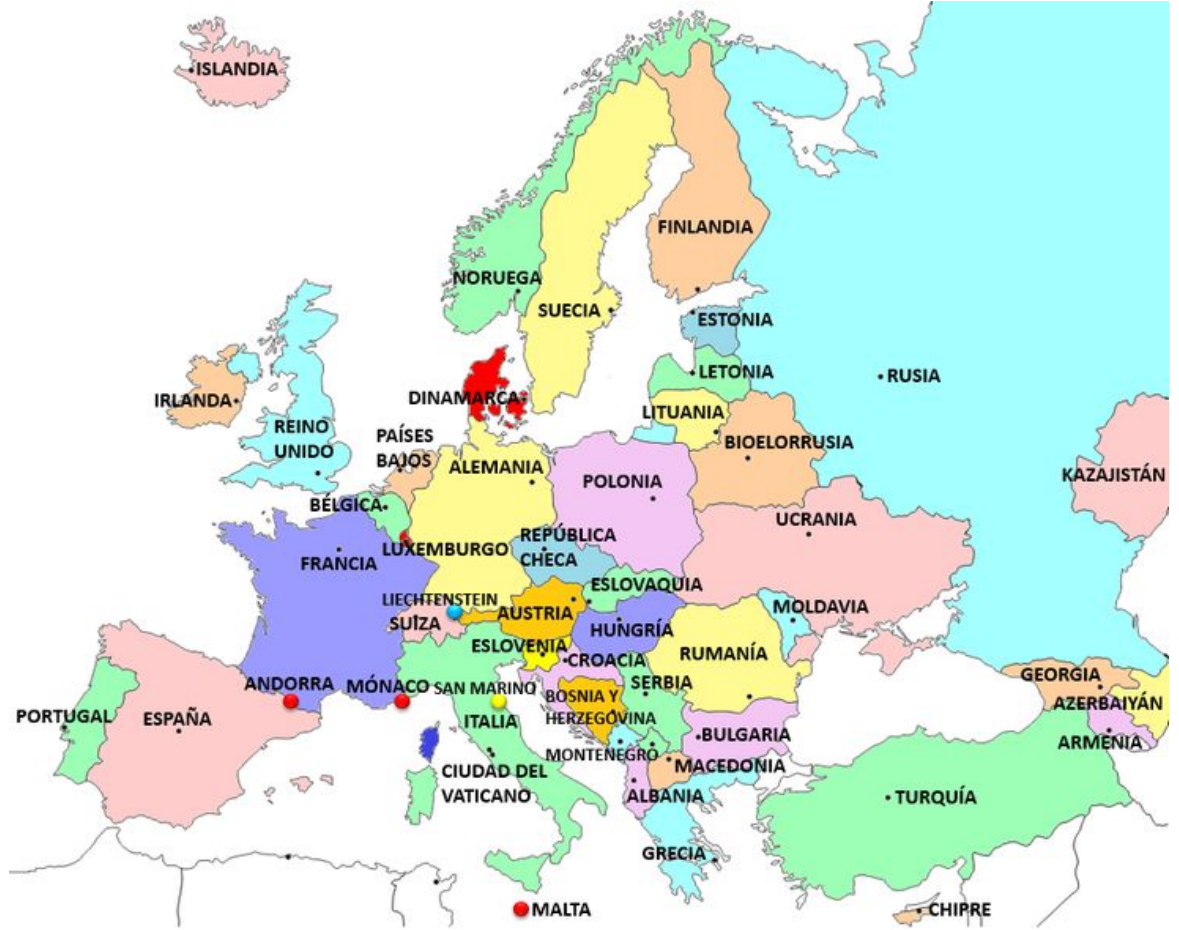 ISLANDIA
FINLANDIA
NORUEGA
SUECIA
ESTONIA
LETONIA
RUSIA
DINAMARCA
IRLANDA
LITUANIA
REINO
UNIDO
PAÍSES
BAJOS
BIOELORRUSIA
ALEMANIA
POLONIA
KAZAJISTÁN
BÉLGICA
UCRANIA
LUXEMBURGO
REPÚBLICA
CHECA
FRANCIA
ESLOVAQUIA
LIECHTENSTEIN
AUSTRIA
MOLDAVIA
SUIZA
HUNGRÍA
ESLOVENIA
CROACIA
RUMANÍA
GEORGIA
ANDORRA
MÓNACO
SAN MARINO
SERBIA
BOSNIA Y
HERZEGOVINA
AZERBAIYÁN
PORTUGAL
ESPAÑA
ITALIA
BULGARIA
ARMENIA
MONTENEGRO
MACEDONIA
CIUDAD DEL
VATICANO
ALBANIA
TURQUÍA
GRECIA
MALTA
CHIPRE